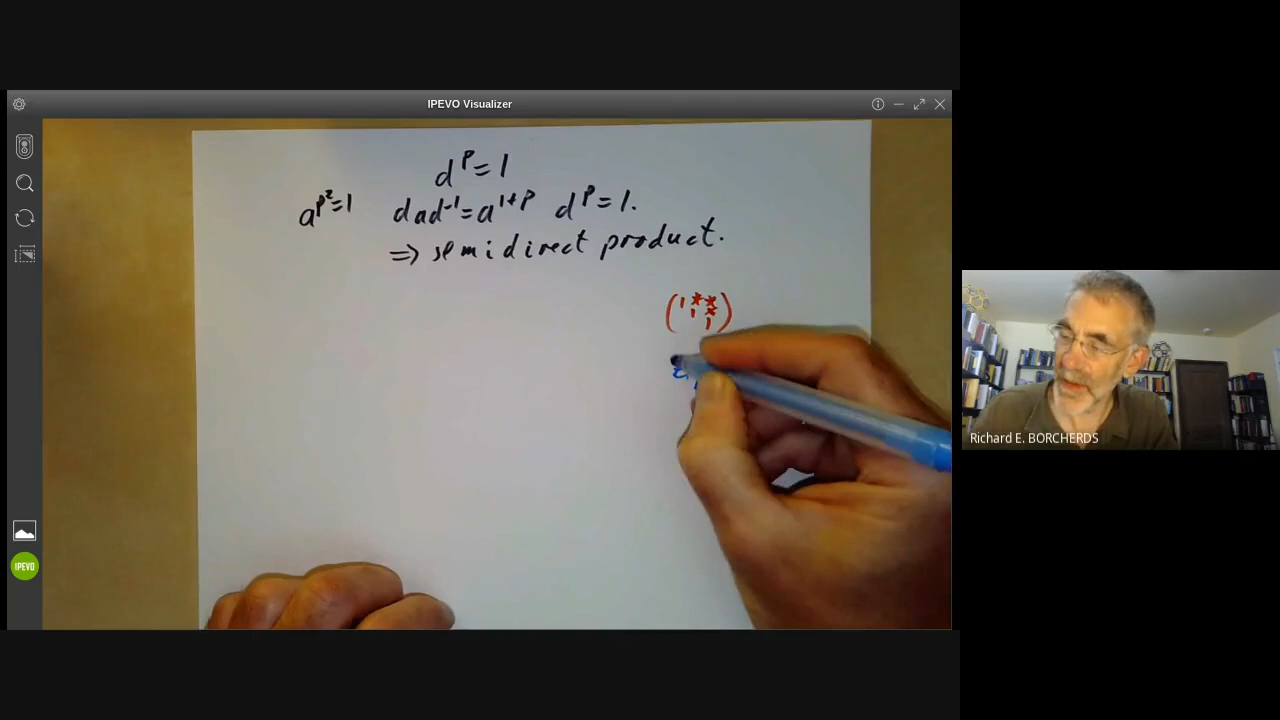 IPEVO Visualizer
d^p=1
a^{p^2}=1 dad^{-1}=a^{1+p} d^p=1.
⇒ semidirect product.
(1 * *
1 *
1)
Richard E. BORCHERDS
IPEVO